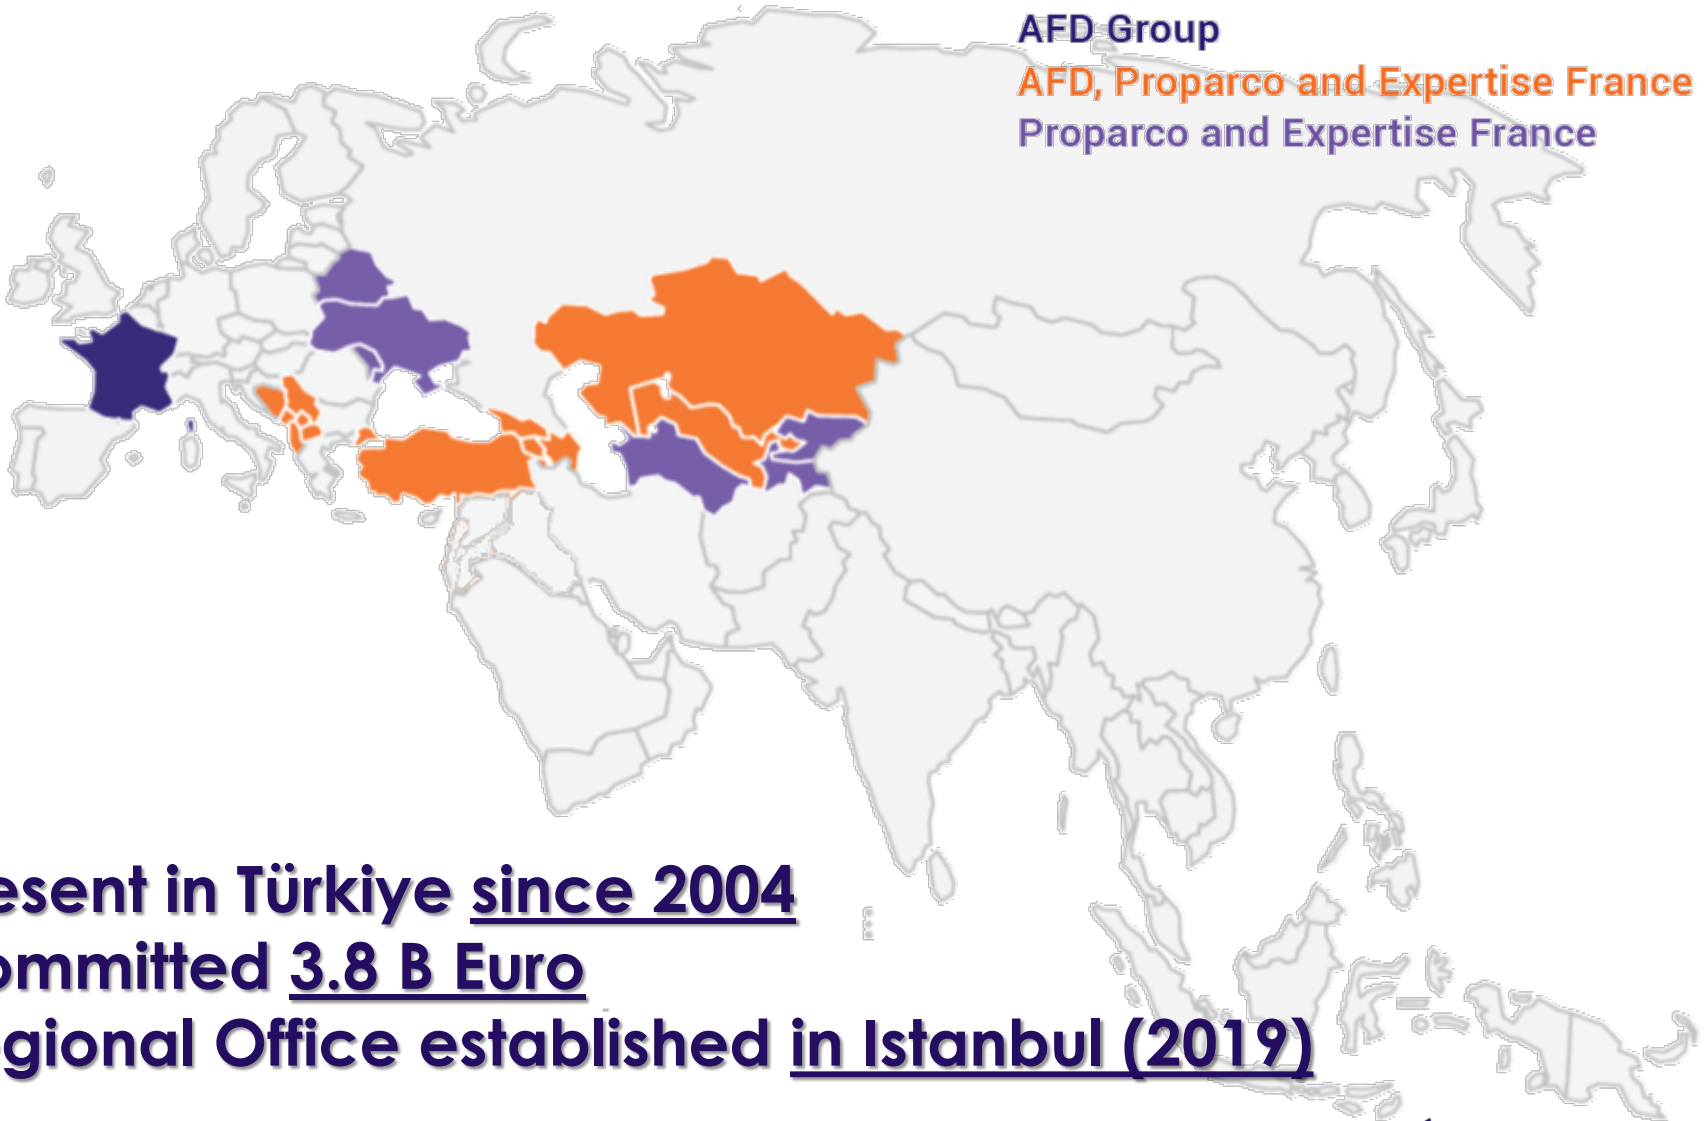 AFD Group
AFD, Proparco and Expertise France
Proparco and Expertise France
esent in Türkiye since 2004
ommitted 3.8 B Euro
gional Office established in Istanbul (2019)